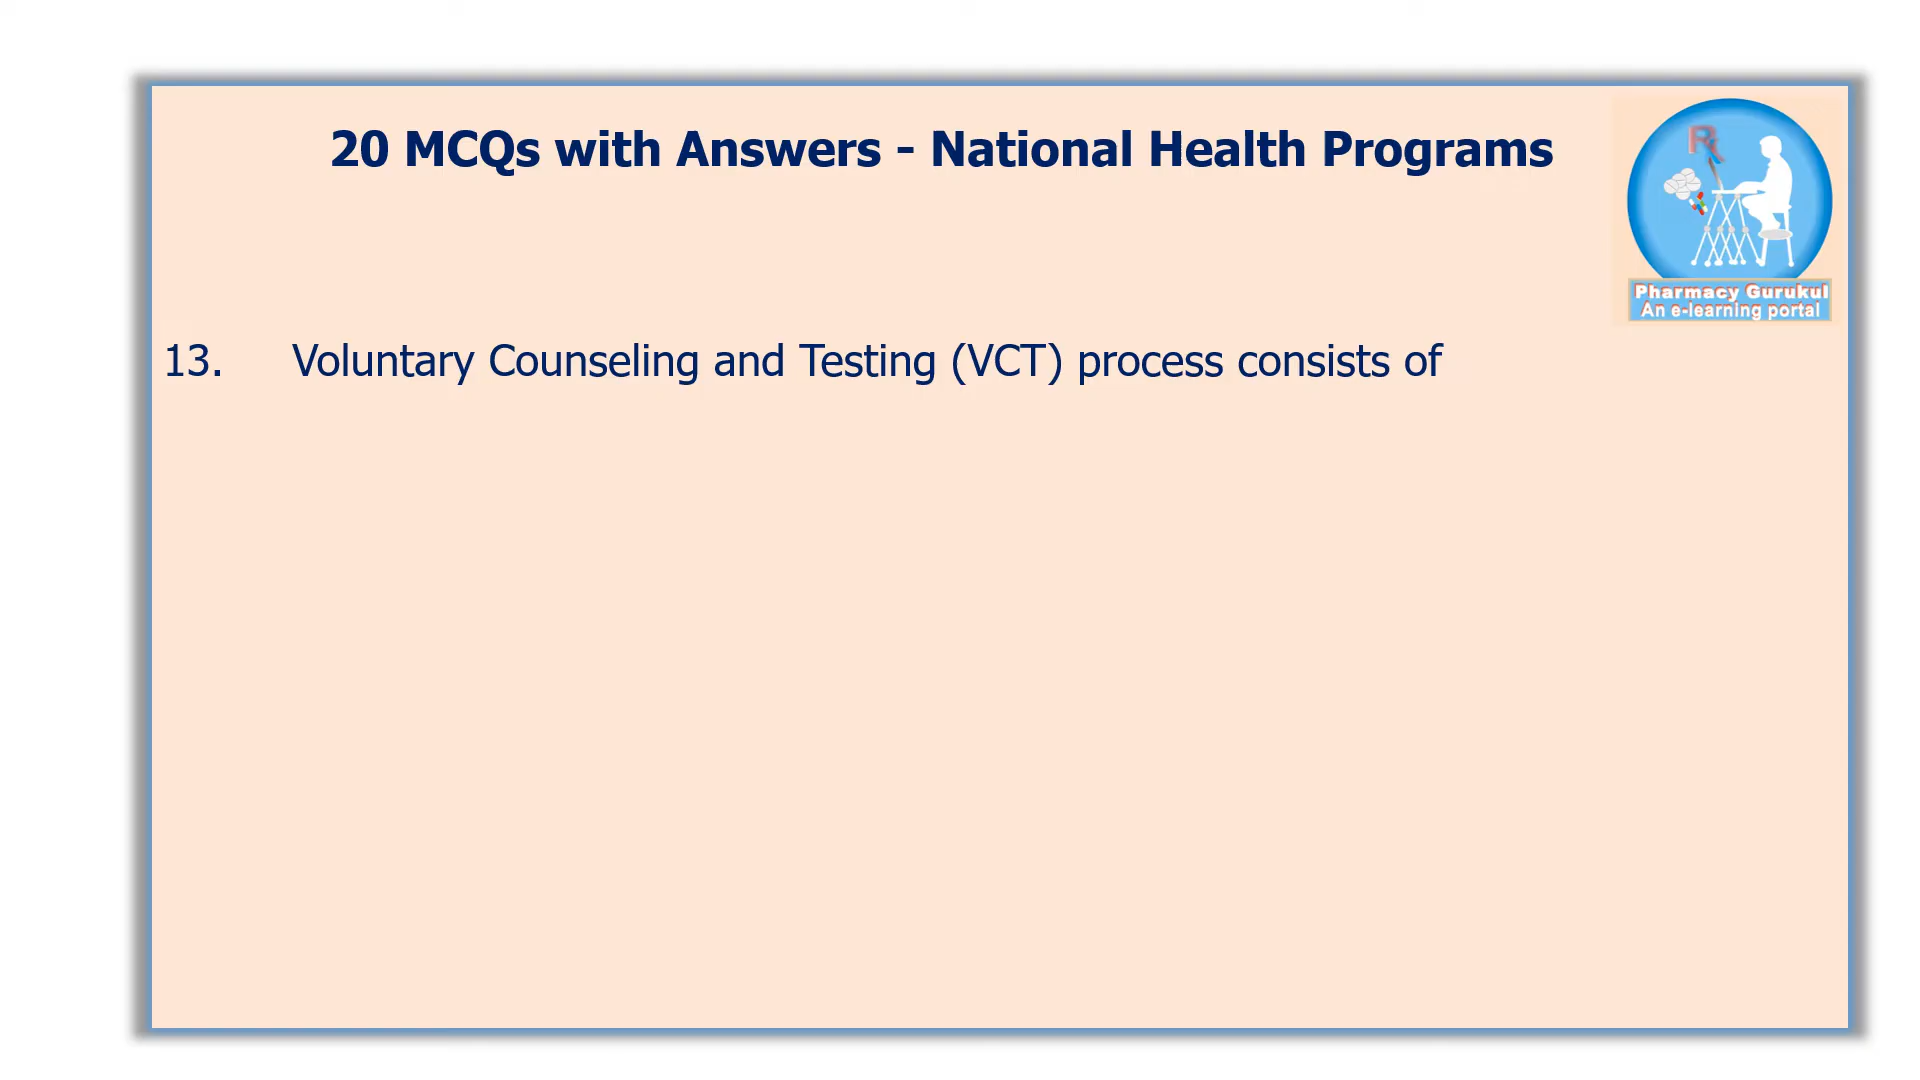 20 MCQs with Answers - National Health Programs
Rx
Pharmacy Gurukul
An e-learning portal
13. Voluntary Counseling and Testing (VCT) process consists of